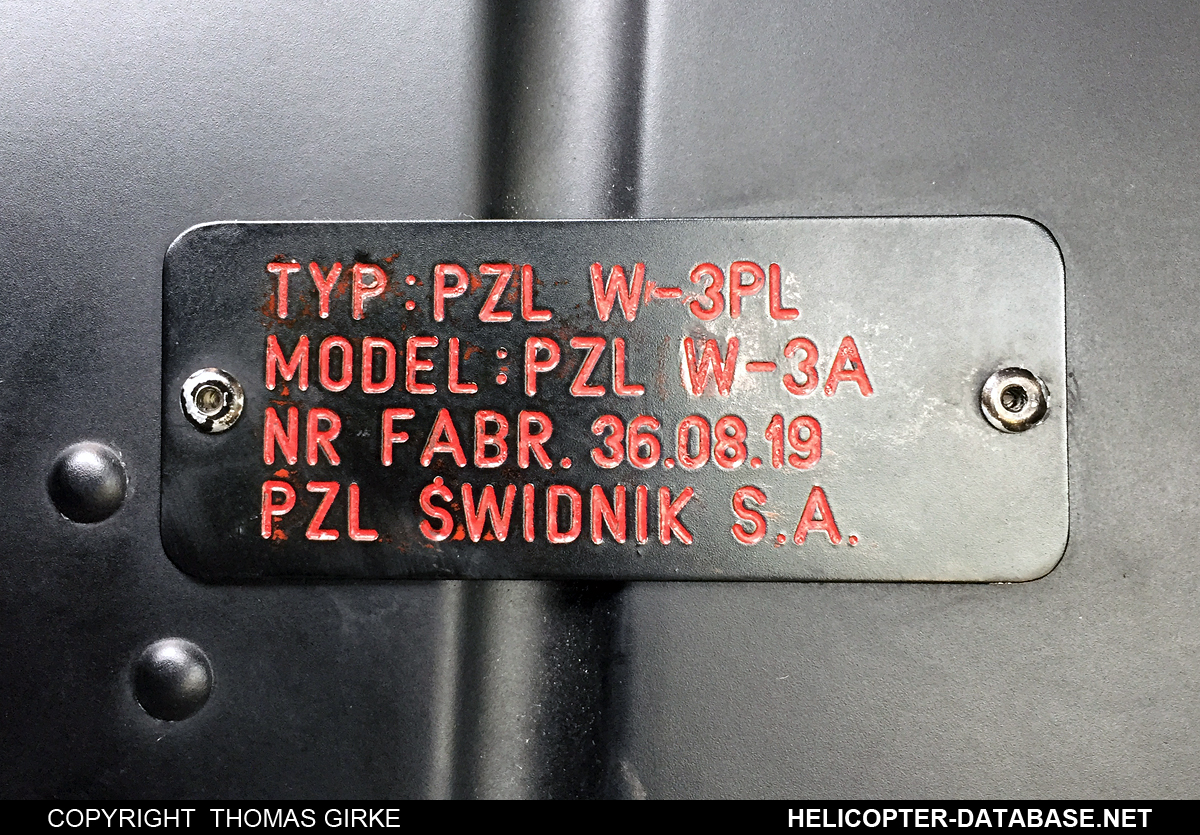 TYP:PZL W-3PL
MODEL:PZL W-3A
NR FABR. 36.08.19
PZL ŚWIDNIK S.A.
COPYRIGHT THOMAS GIRKE
HELICOPTER-DATABASE.NET